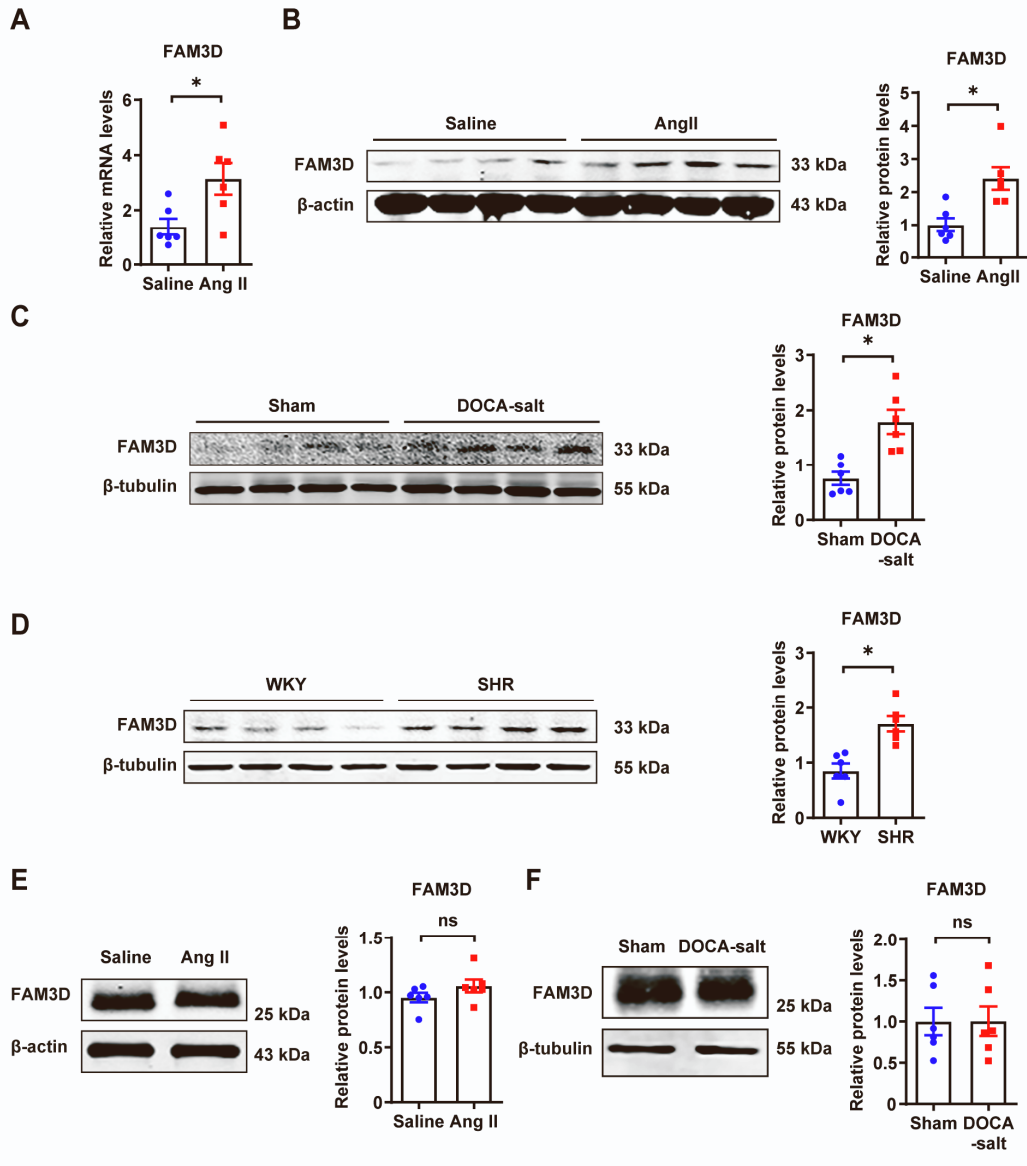 A
FAM3D
*
Relative mRNA levels
6
4
2
0
Saline Ang II
B
Saline AngII
FAM3D 33 kDa
β-actin 43 kDa
FAM3D
*
Relative protein levels
5
4
3
2
1
0
Saline AngII
C
Sham DOCA-salt
FAM3D 33 kDa
β-tubulin 55 kDa
FAM3D
*
Relative protein levels
3
2
1
0
Sham DOCA
-salt
D
WKY SHR
FAM3D 33 kDa
β-tubulin 55 kDa
FAM3D
*
Relative protein levels
3
2
1
0
WKY SHR
E
Saline Ang II
FAM3D 25 kDa
β-actin 43 kDa
FAM3D
ns
Relative protein levels
1.5
1.0
0.5
0
Saline Ang II
F
Sham DOCA-salt
FAM3D 25 kDa
β-tubulin 55 kDa
FAM3D
ns
Relative protein levels
2.0
1.5
1.0
0.5
0
Sham DOCA
-salt